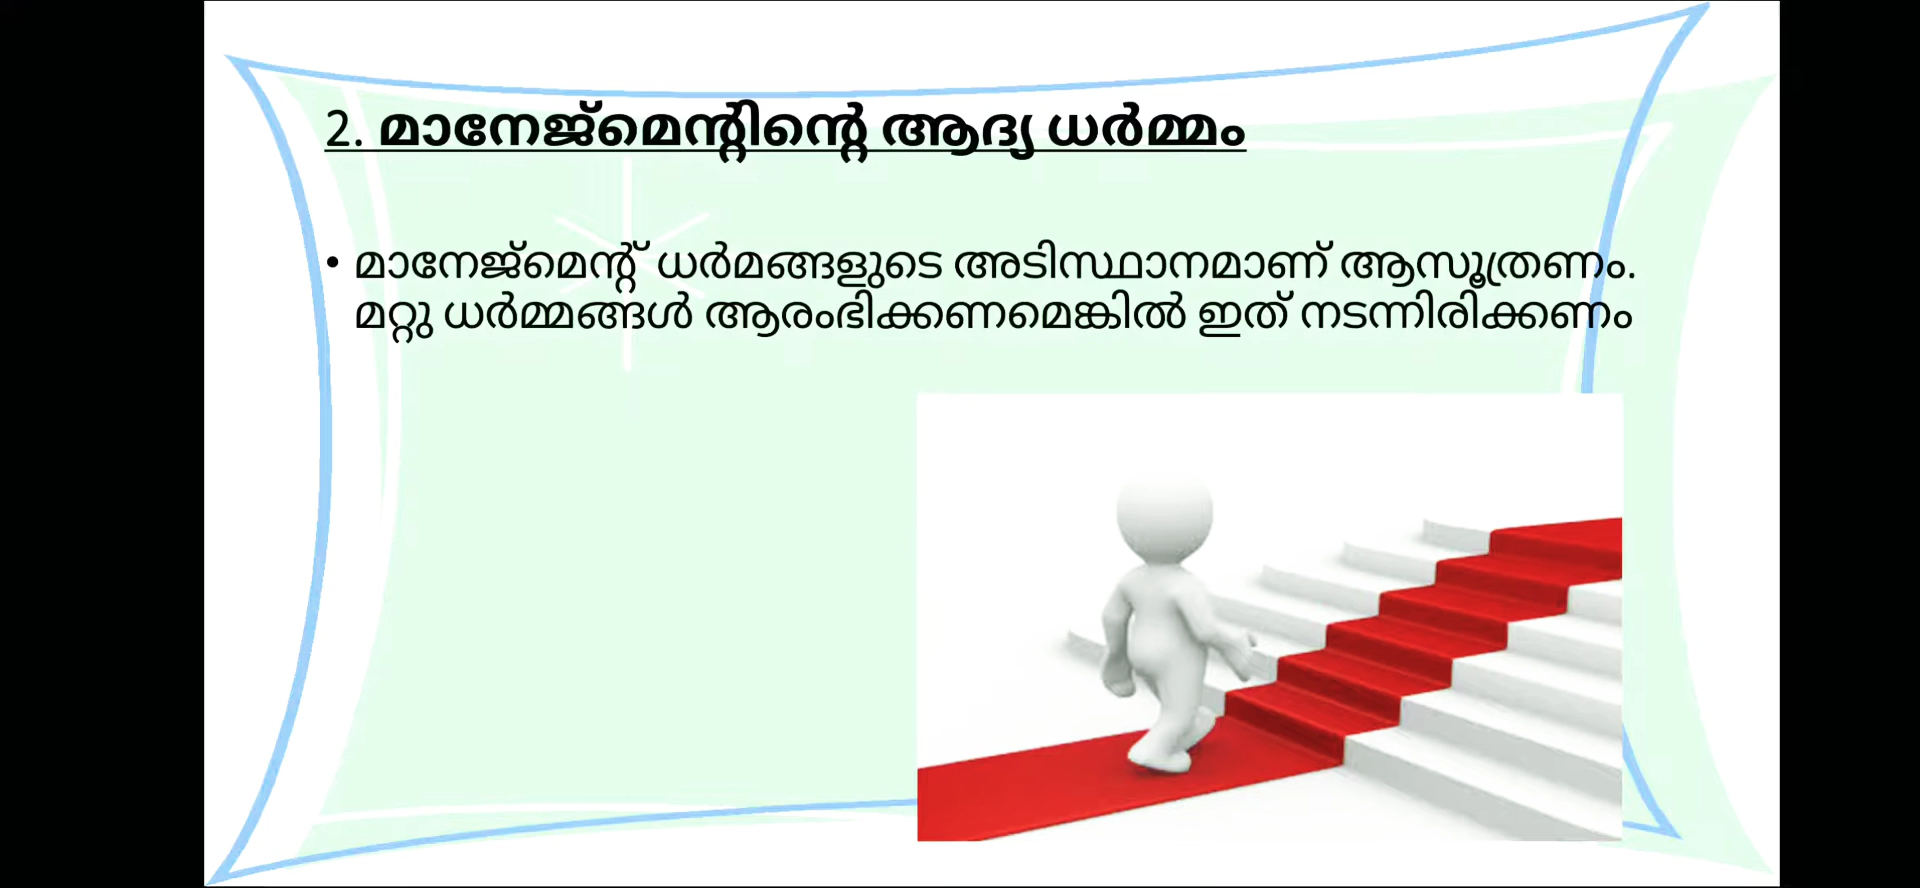 2. മാനേജ്മെന്റിന്റെ ആദ്യ ധർമ്മം
• മാനേജ്മെന്റ് ധർമങ്ങളുടെ അടിസ്ഥാനമാണ് ആസൂത്രണം.
മറ്റു ധർമ്മങ്ങൾ ആരംഭിക്കണമെങ്കിൽ ഇത് നടന്നിരിക്കണം